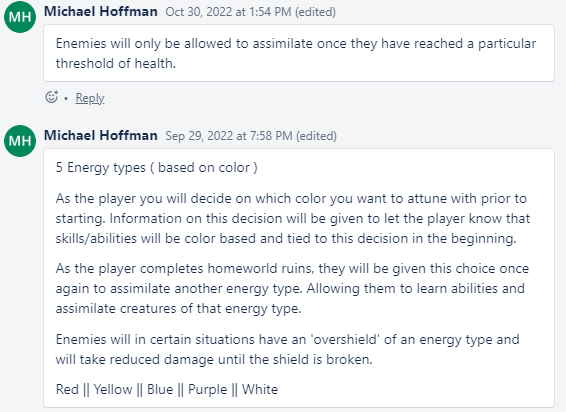 MH Michael Hoffman Oct 30, 2022 at 1:54 PM (edited)
Enemies will only be allowed to assimilate once they have reached a particular
threshold of health.
• Reply
MH Michael Hoffman Sep 29, 2022 at 7:58 PM (edited)
5 Energy types ( based on color )
As the player you will decide on which color you want to attune with prior to
starting. Information on this decision will be given to let the player know that
skills/abilities will be color based and tied to this decision in the beginning.
As the player completes homeworld ruins, they will be given this choice once
again to assimilate another energy type. Allowing them to learn abilities and
assimilate creatures of that energy type.
Enemies will in certain situations have an 'overshield' of an energy type and
will take reduced damage until the shield is broken.
Red || Yellow || Blue || Purple || White